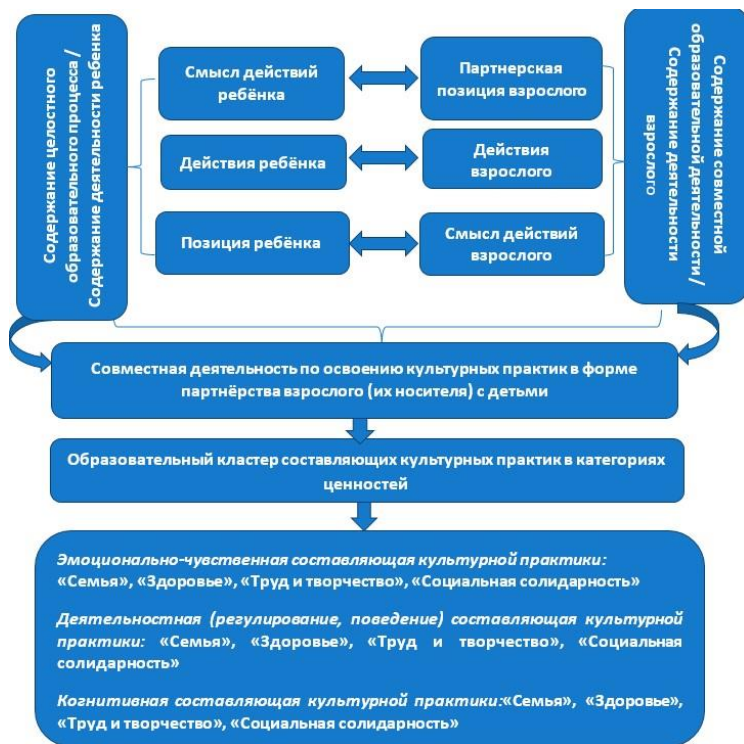 Содержание целостного
образовательного процесса /
Содержание деятельности ребенка
Смысл действий
ребёнка
Партнерская
позиция взрослого
Действия ребёнка
Действия
взрослого
Позиция ребёнка
Смысл действий
взрослого
Содержание совместной
образовательной деятельности/
Содержание деятельности
взрослого
Совместная деятельность по освоению культурных практик в форме
партнёрства взрослого (их носителя) с детьми
Образовательный кластер составляющих культурных практик в категориях
ценностей
Эмоционально-чувственная составляющая культурной практики:
«Семья», «Здоровье», «Труд и творчество», «Социальная солидарность»
Деятельностная (регулирование, поведение) составляющая культурной
практики: «Семья», «Здоровье», «Труд и творчество», «Социальная
солидарность»
Когнитивная составляющая культурной практики:«Семья», «Здоровье»,
«Труд и творчество», «Социальная солидарность»